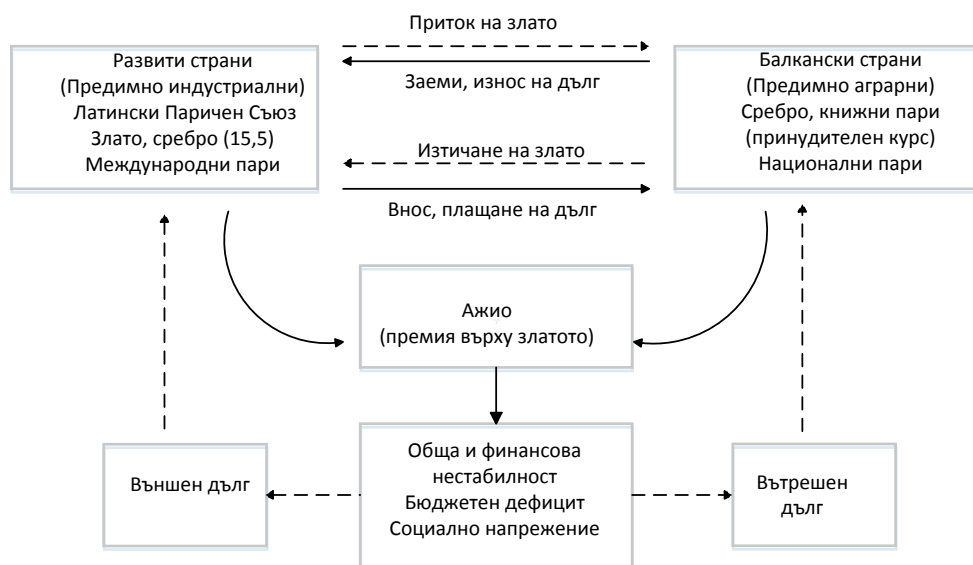 Приток на злато
Развити страни
(Предимно индустриални)
Латински Паричен Съюз
Злато, сребро (15,5)
Международни пари
Заеми, износ на дълг
Изтичане на злато
Внос, плащане на дълг
Балкански страни
(Предимно аграрни)
Сребро, книжни пари
(принудителен курс)
Национални пари
Ажио
(премия върху златото)
Външен дълг
Обща и финансова
нестабилност
Бюджетен дефицит
Социално напрежение
Вътрешен
дълг